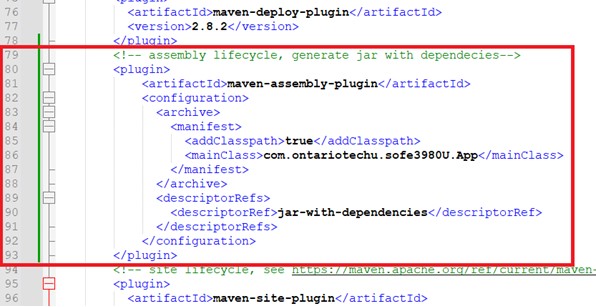 75
76 <artifactId>maven-deploy-plugin</artifactId>
77 <version>2.8.2</version>
78 </plugin>
79 <!-- assembly lifecycle, generate jar with dependecies-->
80 <plugin>
81 <artifactId>maven-assembly-plugin</artifactId>
82 <configuration>
83 <archive>
84 <manifest>
85 <addClasspath>true</addClasspath>
86 <mainClass>com.ontariotechu.sofe3980U.App</mainClass>
87 </manifest>
88 </archive>
89 <descriptorRefs>
90 <descriptorRef>jar-with-dependencies</descriptorRef>
91 </descriptorRefs>
92 </configuration>
93 </plugin>
94 <!-- site lifecycle, see https://maven.apache.org/ref/current/maven-
95 <plugin>
96 <artifactId>maven-site-plugin</artifactId>